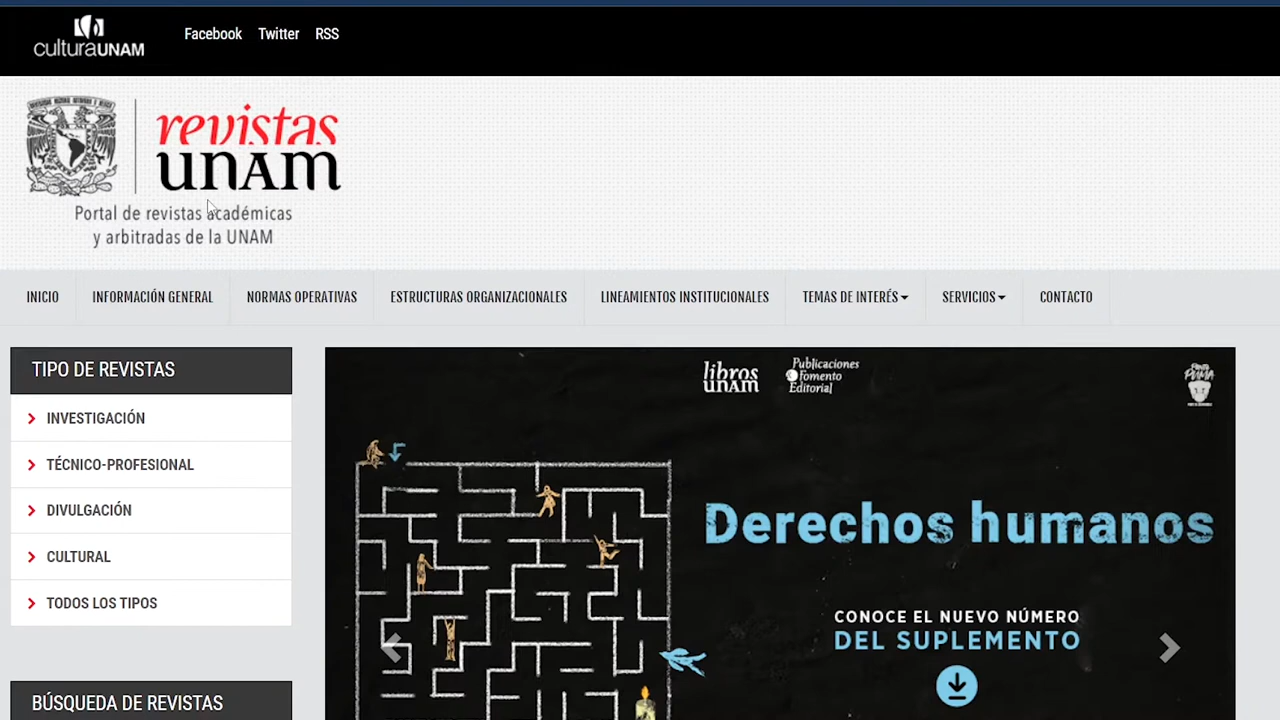 culturaUNAM
Facebook
Twitter
RSS
revistas
UNAM
Portal de revistas académicas
y arbitradas de la UNAM
INICIO
INFORMACIÓN GENERAL
NORMAS OPERATIVAS
ESTRUCTURAS ORGANIZACIONALES
LINEAMIENTOS INSTITUCIONALES
TEMAS DE INTERÉS
SERVICIOS
CONTACTO
TIPO DE REVISTAS
INVESTIGACIÓN
TÉCNICO-PROFESIONAL
DIVULGACIÓN
CULTURAL
TODOS LOS TIPOS
BÚSQUEDA DE REVISTAS
libros
UNAM
Publicaciones
Fomento
Editorial
Derechos humanos
CONOCE EL NUEVO NÚMERO
DEL SUPLEMENTO